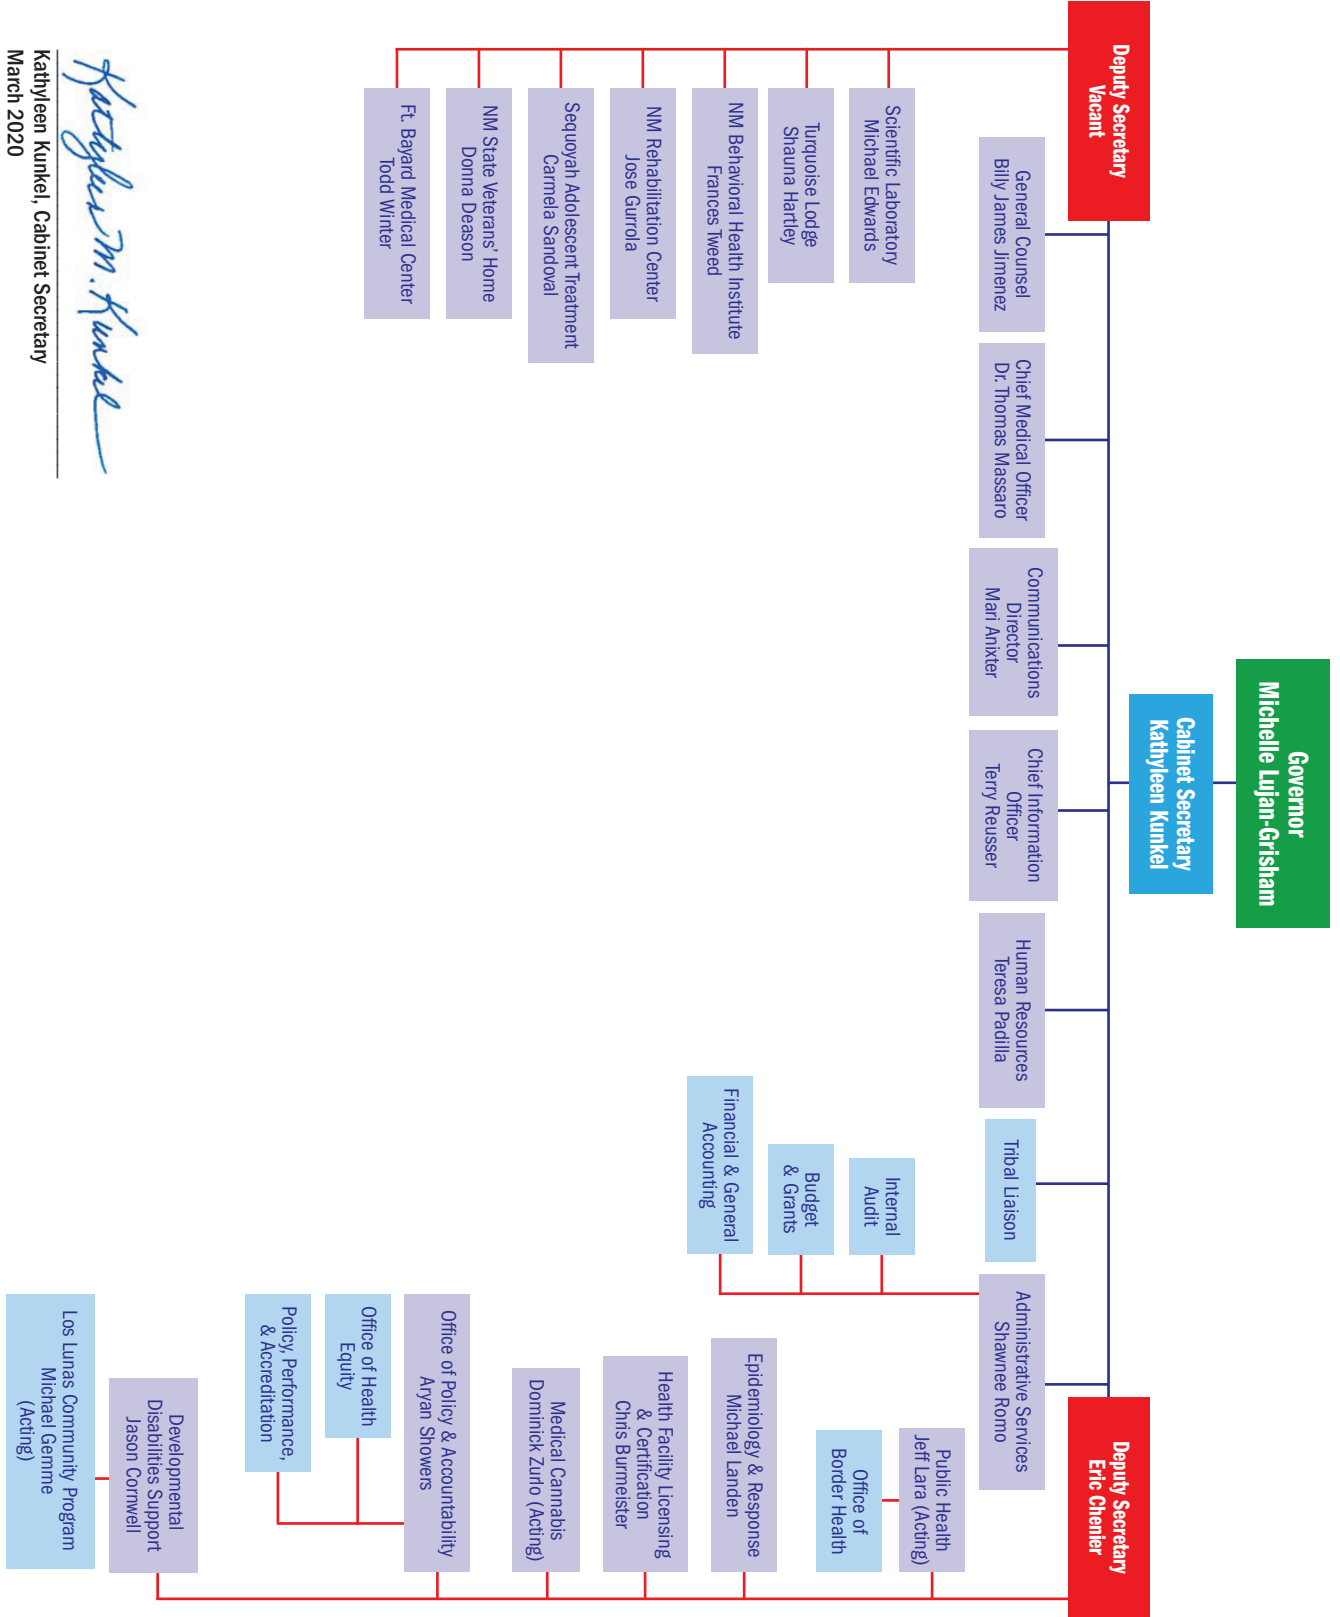 Governor
Michelle Lujan-Grisham
Cabinet Secretary
Kathyleen Kunkel
Deputy Secretary
Vacant
Deputy Secretary
Eric Chenier
General Counsel
Billy James Jimenez
Chief Medical Officer
Dr. Thomas Massaro
Communications
Director
Mari Anixter
Chief Information
Officer
Terry Reusser
Human Resources
Teresa Padilla
Tribal Liaison
Administrative Services
Shawnee Romo
Scientific Laboratory
Michael Edwards
Turquoise Lodge
Shauna Hartley
NM Behavioral Health Institute
Frances Tweed
NM Rehabilitation Center
Jose Gurrola
Sequoyah Adolescent Treatment
Carmela Sandoval
NM State Veterans’ Home
Donna Deason
Ft. Bayard Medical Center
Todd Winter
Internal
Audit
Budget
& Grants
Financial & General
Accounting
Public Health
Jeff Lara (Acting)
Office of
Border Health
Epidemiology & Response
Michael Landen
Health Facility Licensing
& Certification
Chris Burmeister
Medical Cannabis
Dominick Zurlo (Acting)
Office of Policy & Accountability
Aryan Showers
Office of Health
Equity
Policy, Performance,
& Accreditation
Developmental
Disabilities Support
Jason Cornwell
Los Lunas Community Program
Michael Gemme
(Acting)
Kathyleen M. Kunkel
Kathyleen Kunkel, Cabinet Secretary
March 2020